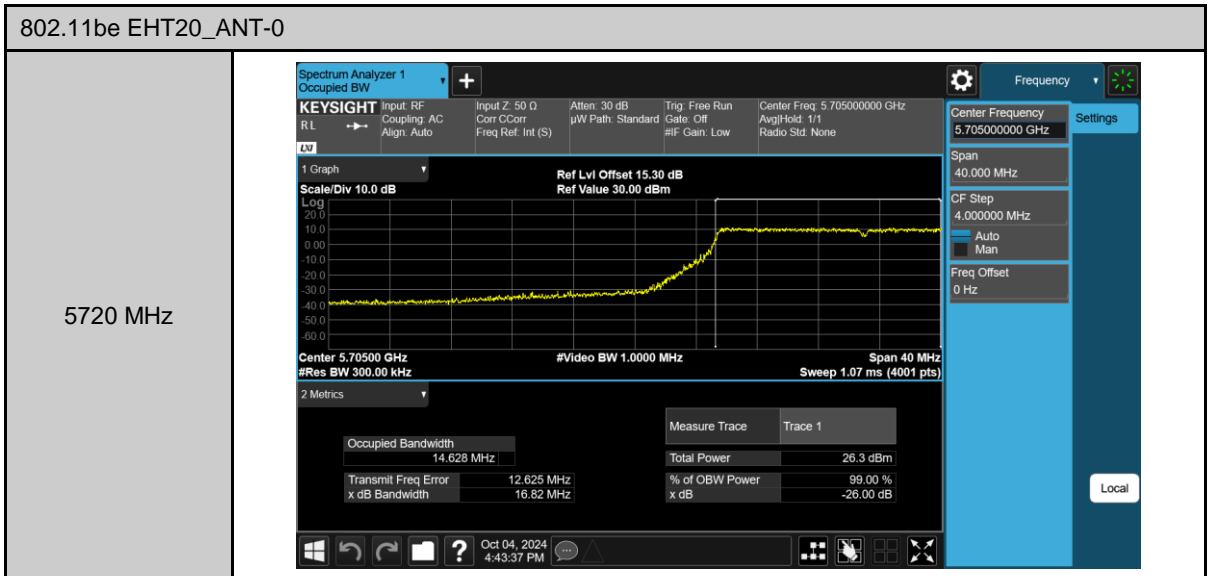 802.11be EHT20_ANT-0
5720 MHz
Spectrum Analyzer 1
Occupied BW
+
Frequency
KEYSIGHT
RL
LXI
Input: RF
Coupling: AC
Align: Auto
Input Z: 50 Ω
Corr CCorr
Freq Ref: Int (S)
Atten: 30 dB
µW Path: Standard
Trig: Free Run
Gate: Off
#IF Gain: Low
Center Freq: 5.705000000 GHz
Avg|Hold: 1/1
Radio Std: None
Center Frequency
5.705000000 GHz
Settings
Span
40.000 MHz
CF Step
4.000000 MHz
Auto
Man
Freq Offset
0 Hz
Local
1 Graph
Scale/Div 10.0 dB
Ref Lvl Offset 15.30 dB
Ref Value 30.00 dBm
Log
20.0
10.0
0.00
-10.0
-20.0
-30.0
-40.0
-50.0
-60.0
Center 5.70500 GHz
#Video BW 1.0000 MHz
Span 40 MHz
#Res BW 300.00 kHz
Sweep 1.07 ms (4001 pts)
2 Metrics
Measure Trace Trace 1
Occupied Bandwidth
14.628 MHz
Total Power 26.3 dBm
Transmit Freq Error 12.625 MHz
% of OBW Power 99.00 %
x dB Bandwidth 16.82 MHz
x dB -26.00 dB
?
Oct 04, 2024
4:43:37 PM